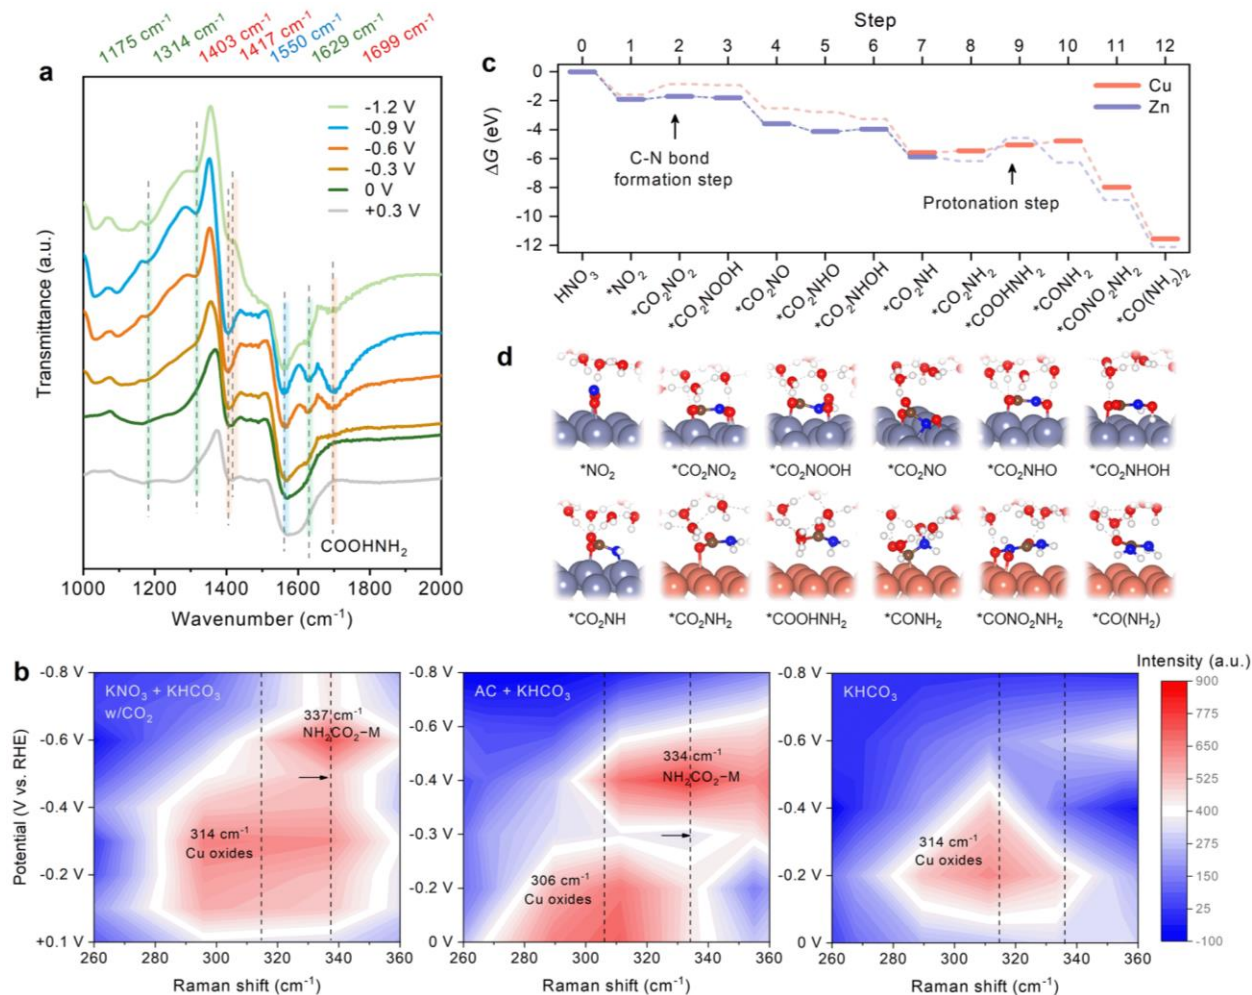 1175 cm⁻¹
1314 cm⁻¹
1403 cm⁻¹
1417 cm⁻¹
1550 cm⁻¹
1629 cm⁻¹
1699 cm⁻¹
a
-1.2 V
-0.9 V
-0.6 V
-0.3 V
0 V
+0.3 V
Transmittance (a.u.)
COOHNH₂
1000 1200 1400 1600 1800 2000
Wavenumber (cm⁻¹)
Step
0 1 2 3 4 5 6 7 8 9 10 11 12
c
0
-2
-4
-6
-8
-10
-12
ΔG (eV)
Cu
Zn
C-N bond
formation step
Protonation step
HNO₃
*NO₂
*CO₂NO₂
*CO₂NOOH
*CO₂NO
*CO₂NHO
*CO₂NHOH
*CO₂NH
*CO₂NH₂
*COOHNH₂
*CONH₂
*CONO₂NH₂
*CO(NH₂)₂
d
*NO₂ *CO₂NO₂ *CO₂NOOH *CO₂NO *CO₂NHO *CO₂NHOH
*CO₂NH *CO₂NH₂ *COOHNH₂ *CONH₂ *CONO₂NH₂ *CO(NH₂)
b
Potential (V vs. RHE)
-0.8 V
-0.6 V
-0.4 V
-0.2 V
+0.1 V
KNO₃ + KHCO₃
w/CO₂
337 cm⁻¹
NH₂CO₂−M
314 cm⁻¹
Cu oxides
260 280 300 320 340 360
Raman shift (cm⁻¹)
-0.8 V
-0.6 V
-0.4 V
-0.3 V
-0.2 V
0 V
AC + KHCO₃
334 cm⁻¹
NH₂CO₂−M
306 cm⁻¹
Cu oxides
260 280 300 320 340 360
Raman shift (cm⁻¹)
-0.8 V
-0.6 V
-0.4 V
-0.2 V
0 V
KHCO₃
314 cm⁻¹
Cu oxides
260 280 300 320 340 360
Raman shift (cm⁻¹)
Intensity (a.u.)
900
775
650
525
400
275
150
25
-100